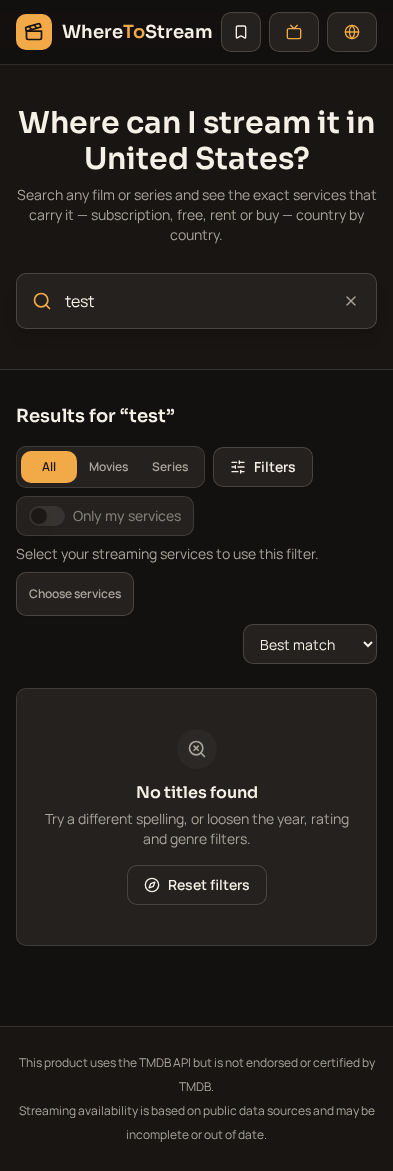 WhereToStream
Where can I stream it in
United States?
Search any film or series and see the exact services that
carry it — subscription, free, rent or buy — country by
country.
test
Results for “test”
All Movies Series Filters
Only my services
Select your streaming services to use this filter.
Choose services
Best match
No titles found
Try a different spelling, or loosen the year, rating
and genre filters.
Reset filters
This product uses the TMDB API but is not endorsed or certified by
TMDB.
Streaming availability is based on public data sources and may be
incomplete or out of date.